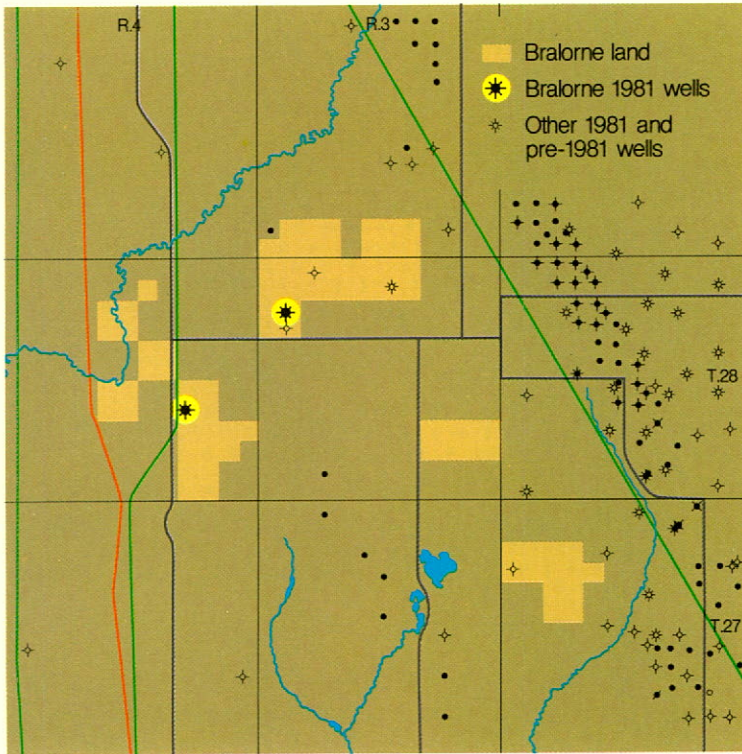 R.4
R.3
Bralorne land
Bralorne 1981 wells
Other 1981 and
pre-1981 wells
T.28
T.27